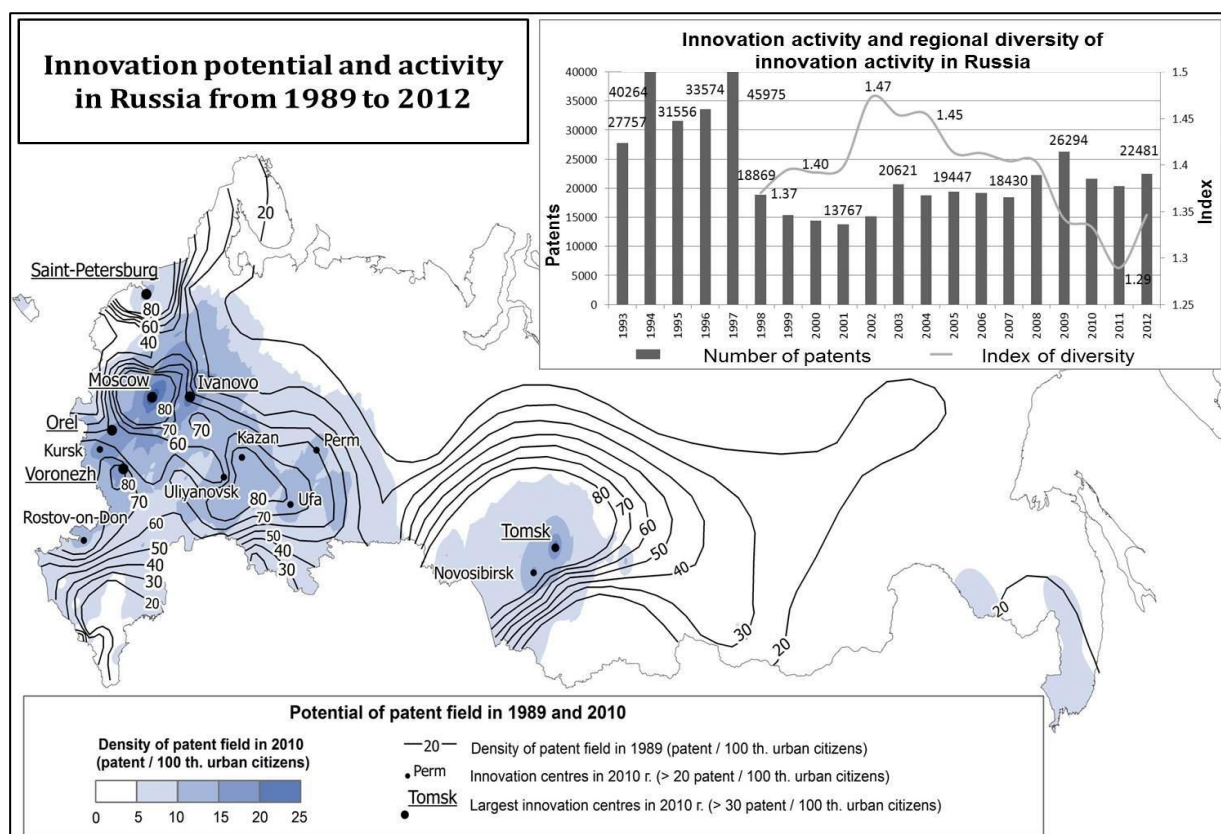 Innovation potential and activity
in Russia from 1989 to 2012
Innovation activity and regional diversity of
innovation activity in Russia
Patents
40000
35000
30000
25000
20000
15000
10000
5000
0
27757
40264
31556
33574
45975
18869
1.37
1.40
13767
1.47
20621
1.45
19447
18430
26294
1.29
22481
1.5
1.45
1.4
1.35
1.3
1.25
Index
1993
1994
1995
1996
1997
1998
1999
2000
2001
2002
2003
2004
2005
2006
2007
2008
2009
2010
2011
2012
Number of patents
Index of diversity
20
Saint-Petersburg
80
60
40
Moscow
Ivanovo
80
Orel
70
70
60
Kursk
Kazan
Perm
Voronezh
80
Uliyanovsk
80
Ufa
70
70
Rostov-on-Don
60
50
50
40
40
30
30
20
80
70
60
Tomsk
50
Novosibirsk
40
30
20
20
Potential of patent field in 1989 and 2010
Density of patent field in 2010
(patent / 100 th. urban citizens)
0 5 10 15 20 25
20 Density of patent field in 1989 (patent / 100 th. urban citizens)
Perm Innovation centres in 2010 r. (> 20 patent / 100 th. urban citizens)
Tomsk Largest innovation centres in 2010 r. (> 30 patent / 100 th. urban citizens)